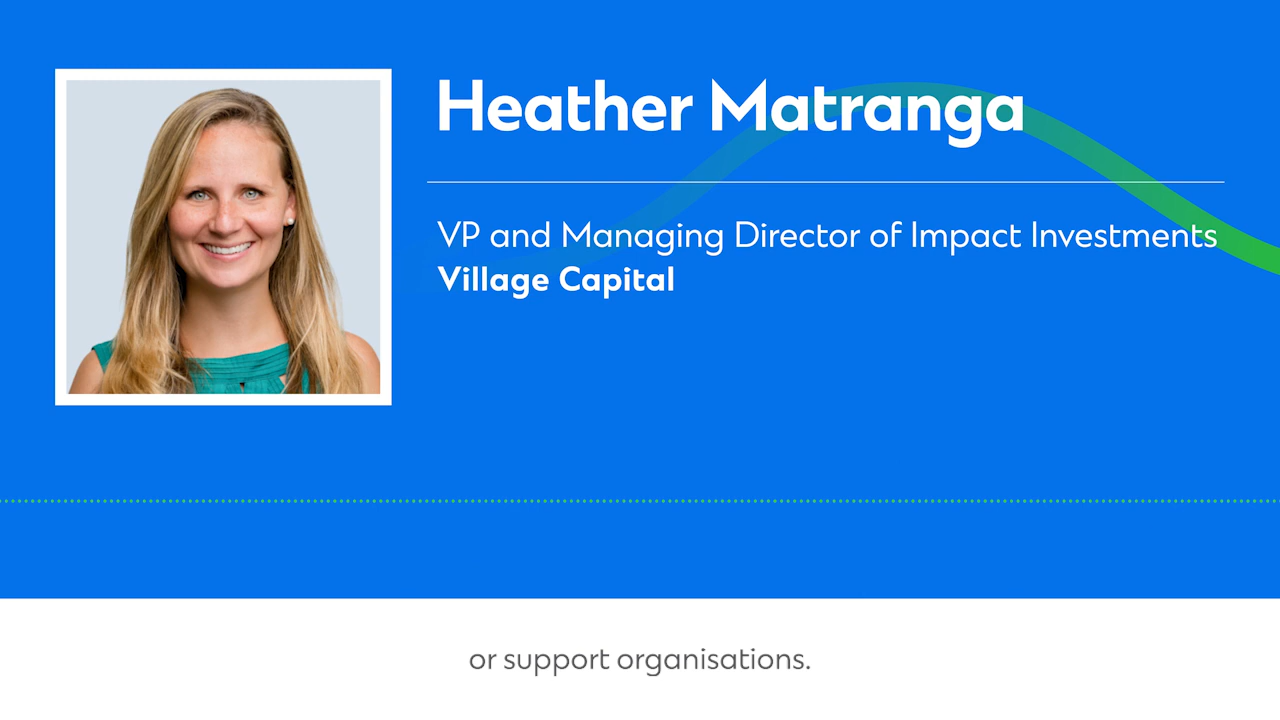 Heather Matranga
VP and Managing Director of Impact Investments
Village Capital
or support organisations.